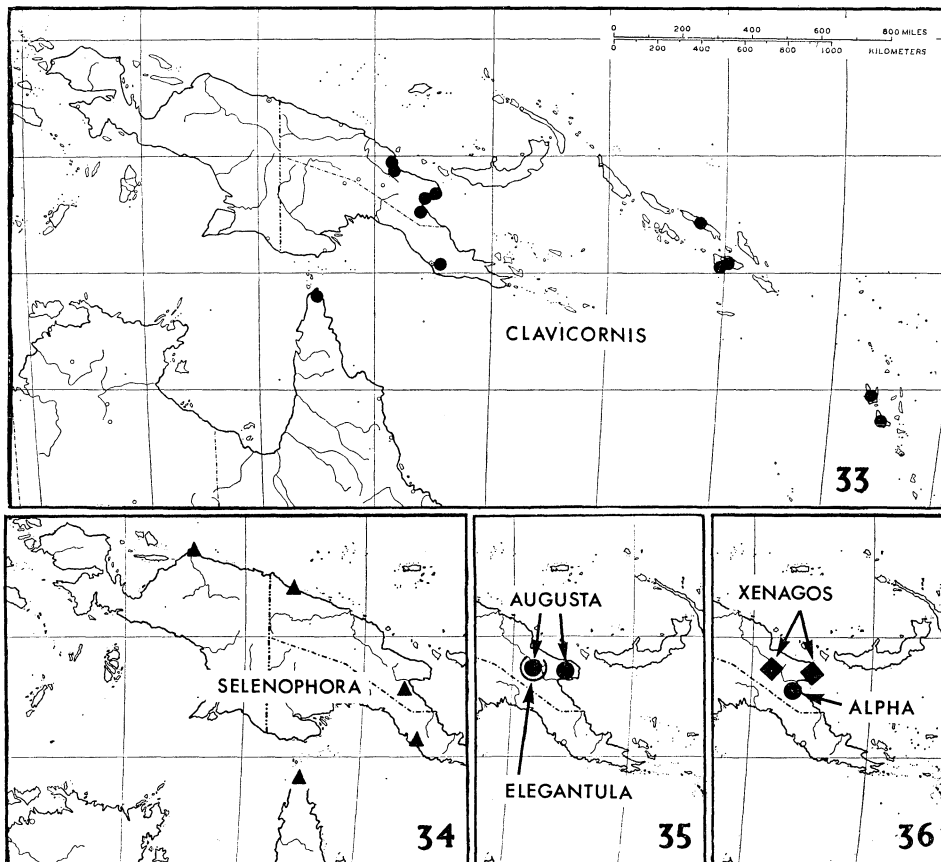 0 200 400 600 800 MILES
0 200 400 600 800 1000 KILOMETERS
CLAVICORNIS
33
SELENOPHORA
34
AUGUSTA
ELEGANTULA
35
XENAGOS
ALPHA
36